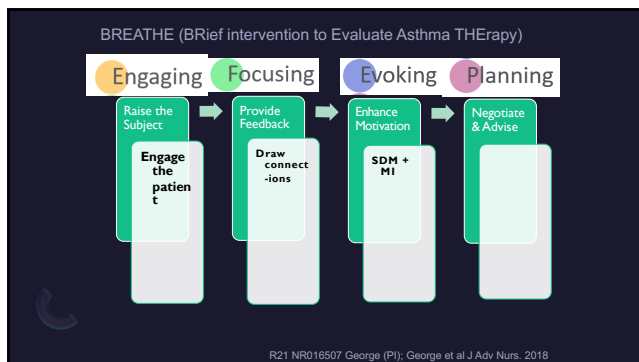 BREATHE (BRief intervention to Evaluate Asthma THErapy)
Engaging
Focusing
Evoking
Planning
Raise the
Subject
Provide
Feedback
Enhance
Motivation
Negotiate
& Advise
Engage
the
patien
t
Draw
connect
-ions
SDM +
MI
R21 NR016507 George (PI); George et al J Adv Nurs. 2018